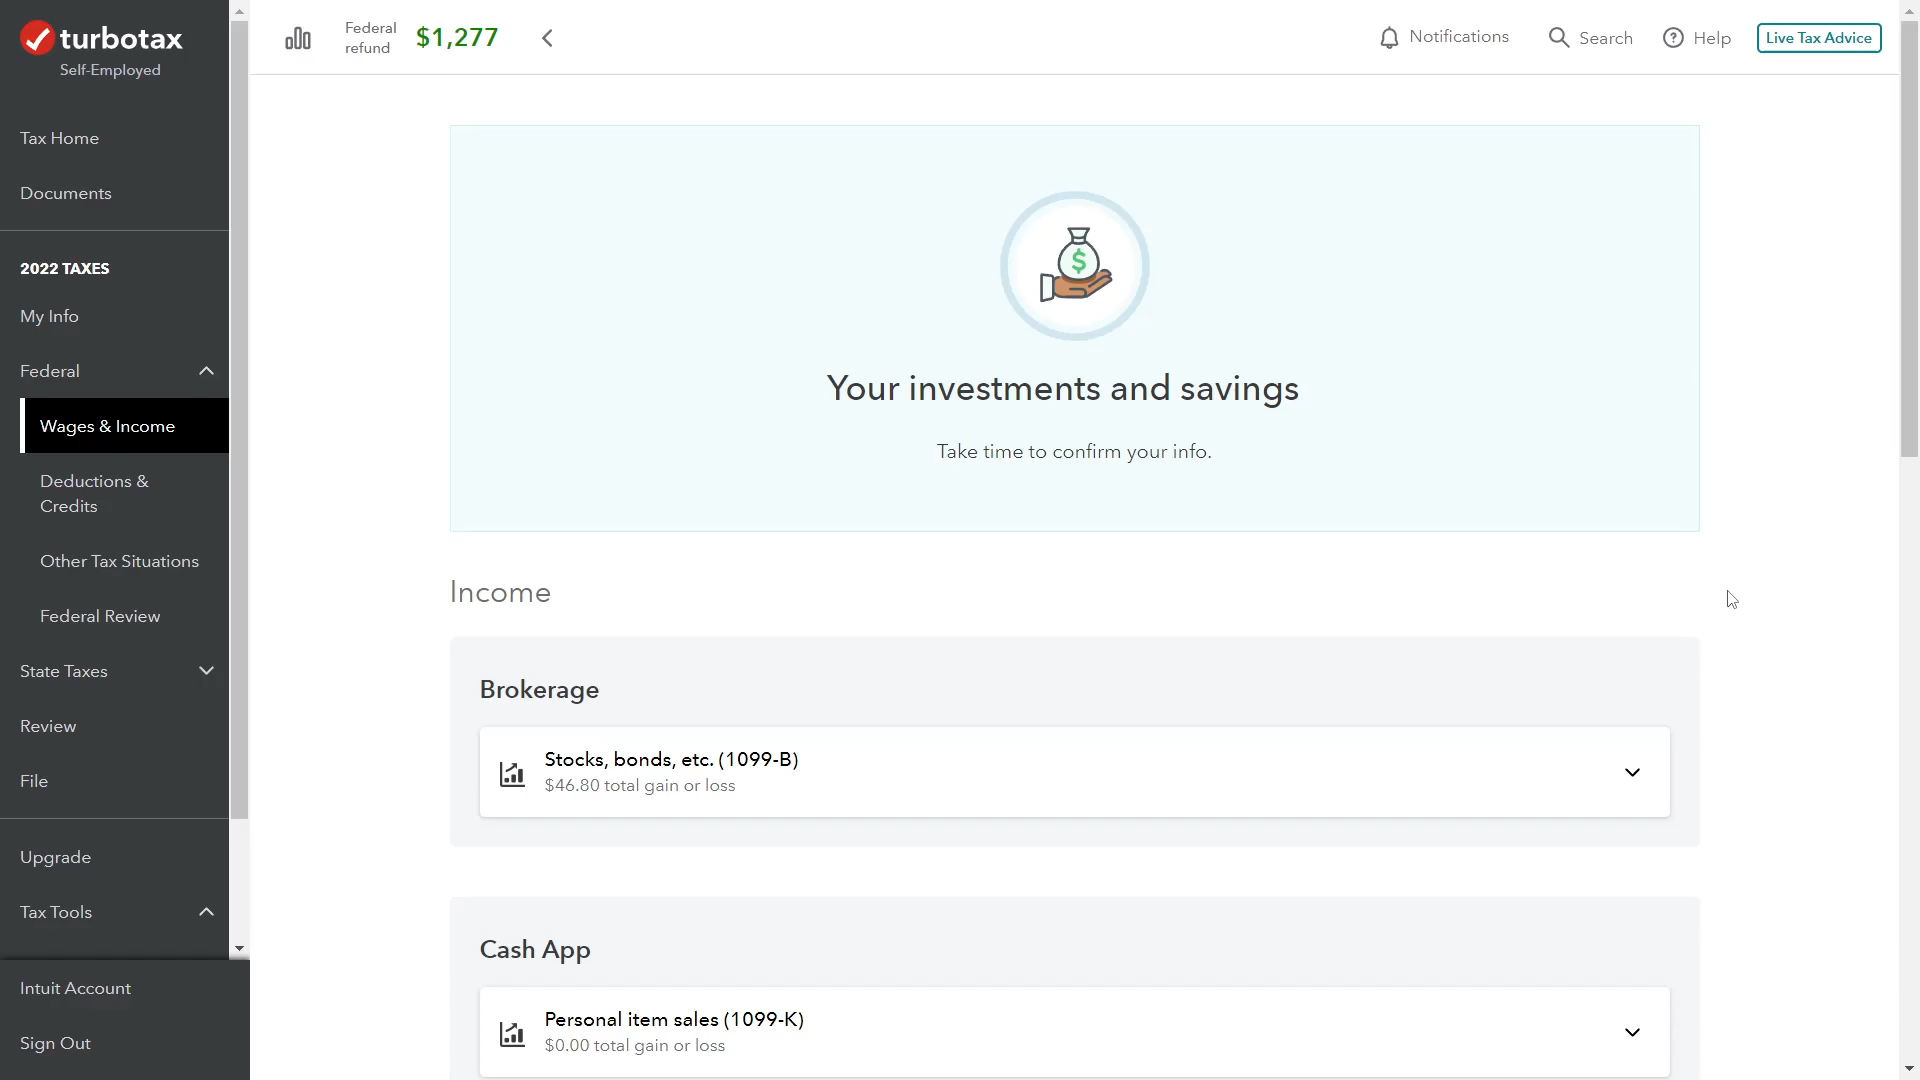 turbotax
Self-Employed
Tax Home
Documents
2022 TAXES
My Info
Federal
Wages & Income
Deductions &
Credits
Other Tax Situations
Federal Review
State Taxes
Review
File
Upgrade
Tax Tools
Intuit Account
Sign Out
Federal
refund
$1,277
Notifications
Search
Help
Live Tax Advice
Your investments and savings
Take time to confirm your info.
Income
Brokerage
Stocks, bonds, etc. (1099-B)
$46.80 total gain or loss
Cash App
Personal item sales (1099-K)
$0.00 total gain or loss